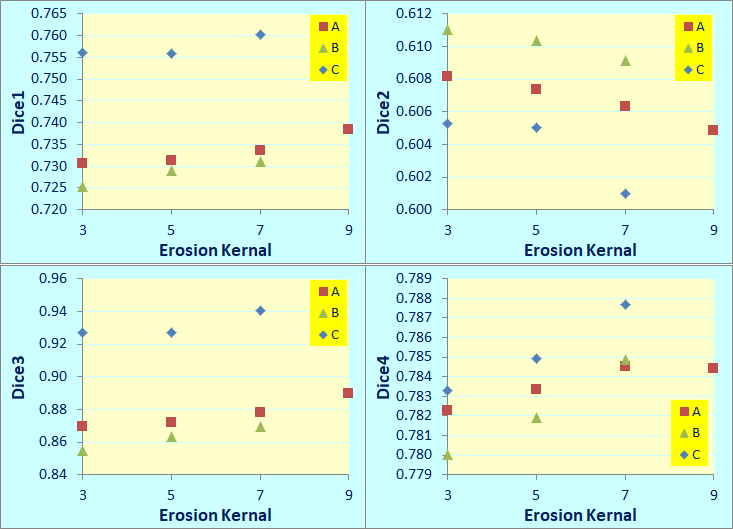 0.765
0.760
0.755
0.750
0.745
0.740
0.735
0.730
0.725
0.720
Dice1
3 5 7 9
Erosion Kernal
A
B
C
0.612
0.610
0.608
0.606
0.604
0.602
0.600
Dice2
3 5 7 9
Erosion Kernal
A
B
C
0.96
0.94
0.92
0.90
0.88
0.86
0.84
Dice3
3 5 7 9
Erosion Kernal
A
B
C
0.789
0.788
0.787
0.786
0.785
0.784
0.783
0.782
0.781
0.780
0.779
Dice4
3 5 7 9
Erosion Kernal
A
B
C